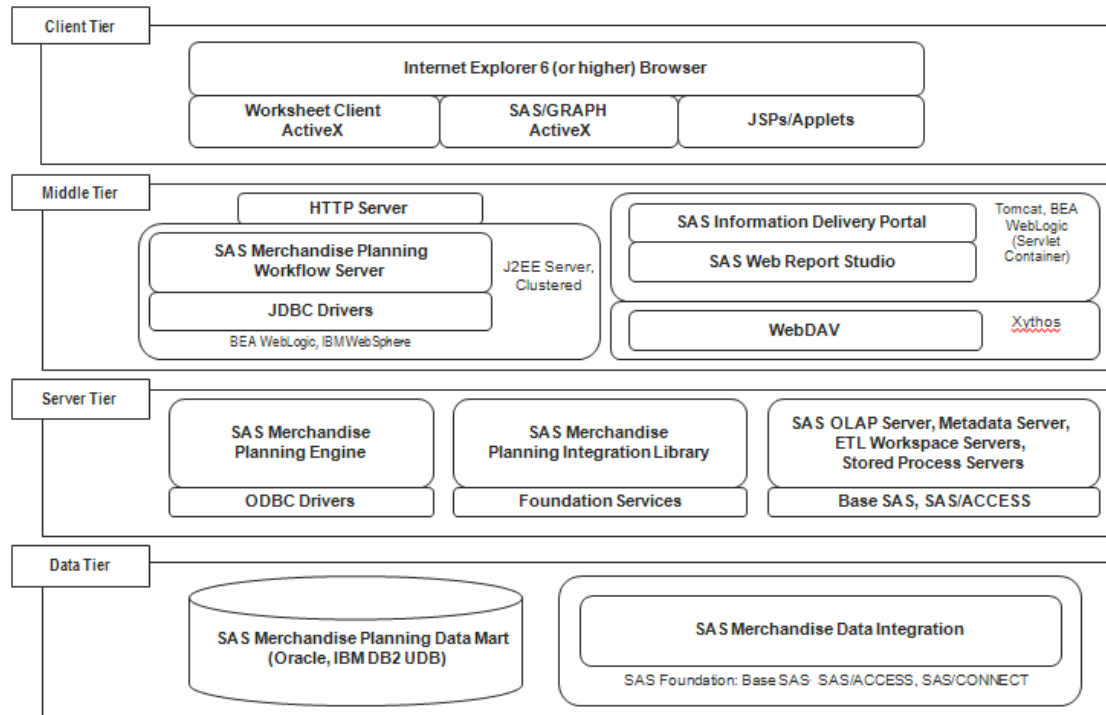 Client Tier
Internet Explorer 6 (or higher) Browser
Worksheet Client
ActiveX
SAS/GRAPH
ActiveX
JSPs/Applets
Middle Tier
HTTP Server
SAS Merchandise Planning
Workflow Server
JDBC Drivers
J2EE Server,
Clustered
BEA WebLogic, IBM WebSphere
SAS Information Delivery Portal
SAS Web Report Studio
Tomcat, BEA
WebLogic
(Servlet
Container)
WebDAV
Xythos
Server Tier
SAS Merchandise
Planning Engine
ODBC Drivers
SAS Merchandise
Planning Integration Library
Foundation Services
SAS OLAP Server, Metadata Server,
ETL Workspace Servers,
Stored Process Servers
Base SAS, SAS/ACCESS
Data Tier
SAS Merchandise Planning Data Mart
(Oracle, IBM DB2 UDB)
SAS Merchandise Data Integration
SAS Foundation: Base SAS· SAS/ACCESS, SAS/CONNECT